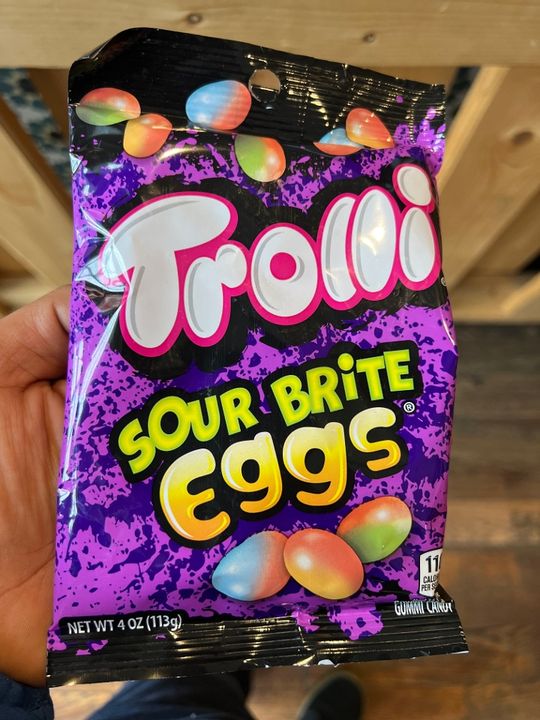 Trolli
SOUR BRiTE
Eggs®
NET WT 4 OZ (113g)
GUMMI CANDY